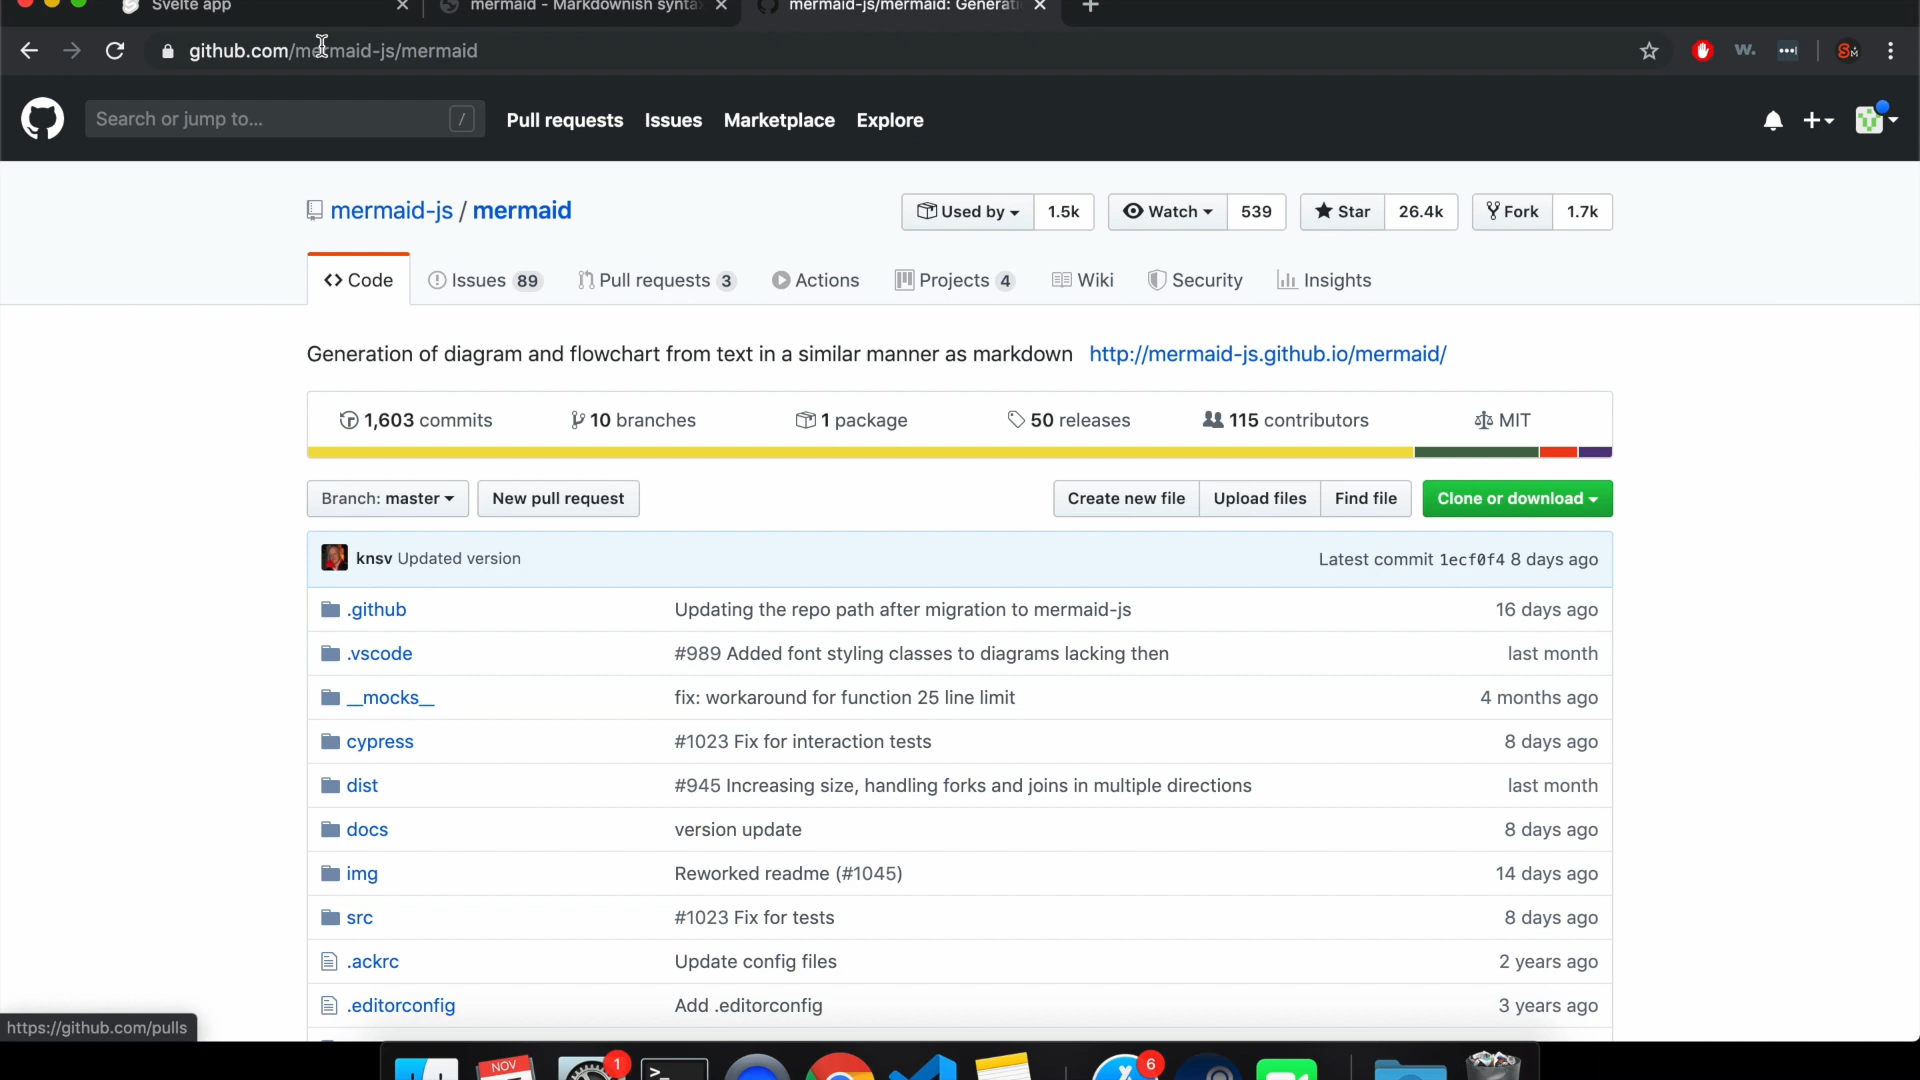 Svelte app
mermaid - Markdownish synta
mermaid-js/mermaid: Generati
github.com/mermaid-js/mermaid
Search or jump to... /
Pull requests Issues Marketplace Explore
mermaid-js / mermaid
Used by 1.5k Watch 539 Star 26.4k Fork 1.7k
Code Issues 89 Pull requests 3 Actions Projects 4 Wiki Security Insights
Generation of diagram and flowchart from text in a similar manner as markdown http://mermaid-js.github.io/mermaid/
1,603 commits 10 branches 1 package 50 releases 115 contributors MIT
Branch: master New pull request Create new file Upload files Find file Clone or download
knsv Updated version Latest commit 1ecf0f4 8 days ago
.github Updating the repo path after migration to mermaid-js 16 days ago
.vscode #989 Added font styling classes to diagrams lacking then last month
__mocks__ fix: workaround for function 25 line limit 4 months ago
cypress #1023 Fix for interaction tests 8 days ago
dist #945 Increasing size, handling forks and joins in multiple directions last month
docs version update 8 days ago
img Reworked readme (#1045) 14 days ago
src #1023 Fix for tests 8 days ago
.ackrc Update config files 2 years ago
.editorconfig Add .editorconfig 3 years ago
https://github.com/pulls
NOV 1 >_ 6